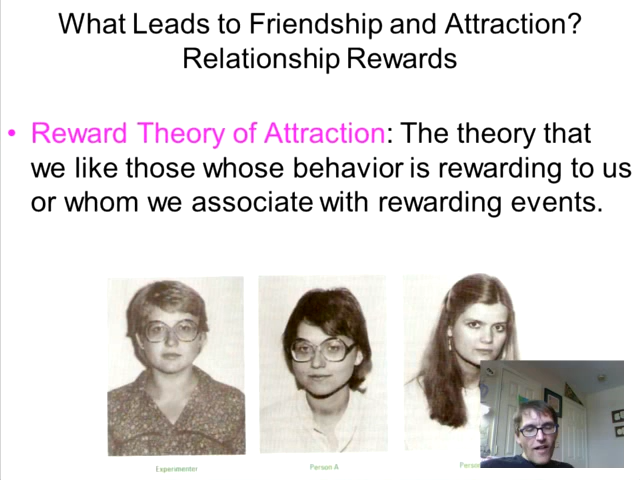 What Leads to Friendship and Attraction?
Relationship Rewards
• Reward Theory of Attraction: The theory that
we like those whose behavior is rewarding to us
or whom we associate with rewarding events.
Experimenter
Person A
Person